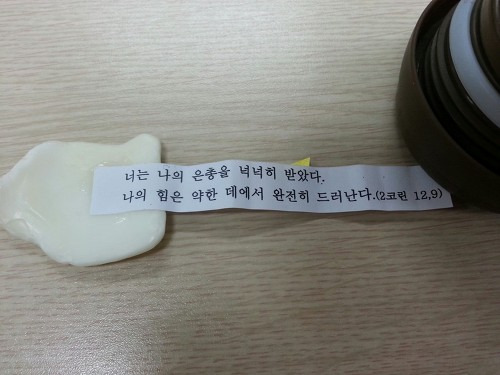 너는 나의 은총을 넉넉히 받았다.
나의 힘은 약한 데에서 완전히 드러난다.(2코린 12,9)